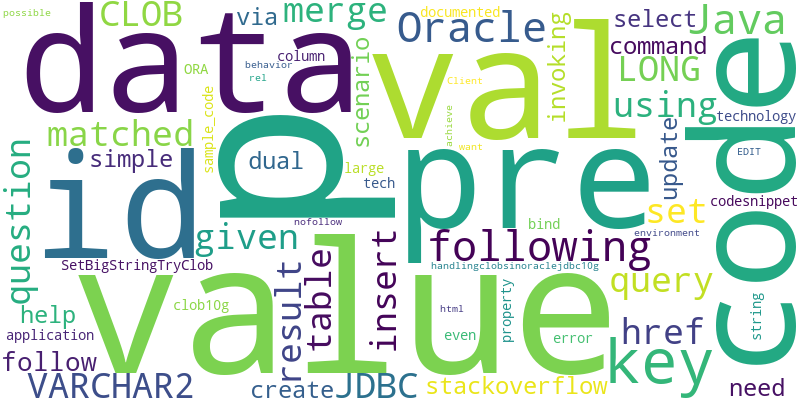 possible
CLOB
via
merge
documented
Oracle
select
Java
data
val
command
column
scenario
ORA
behavior
rel
Client
invoking
LONG
code
matched
sample_code
using
technology
question
simple
id
p
dual
large
tech
pre
achieve
want
update
EDIT
codesnippet
set
given
nofollow
bind
following
environment
SetBigStringTryClob
result
table
insert
handlingclobsinoraclejdbc10g
query
help
clob10g
value
html
even
property
error
href
string
application
follow
key
VARCHAR2
create
JDBC
stackoverflow
need